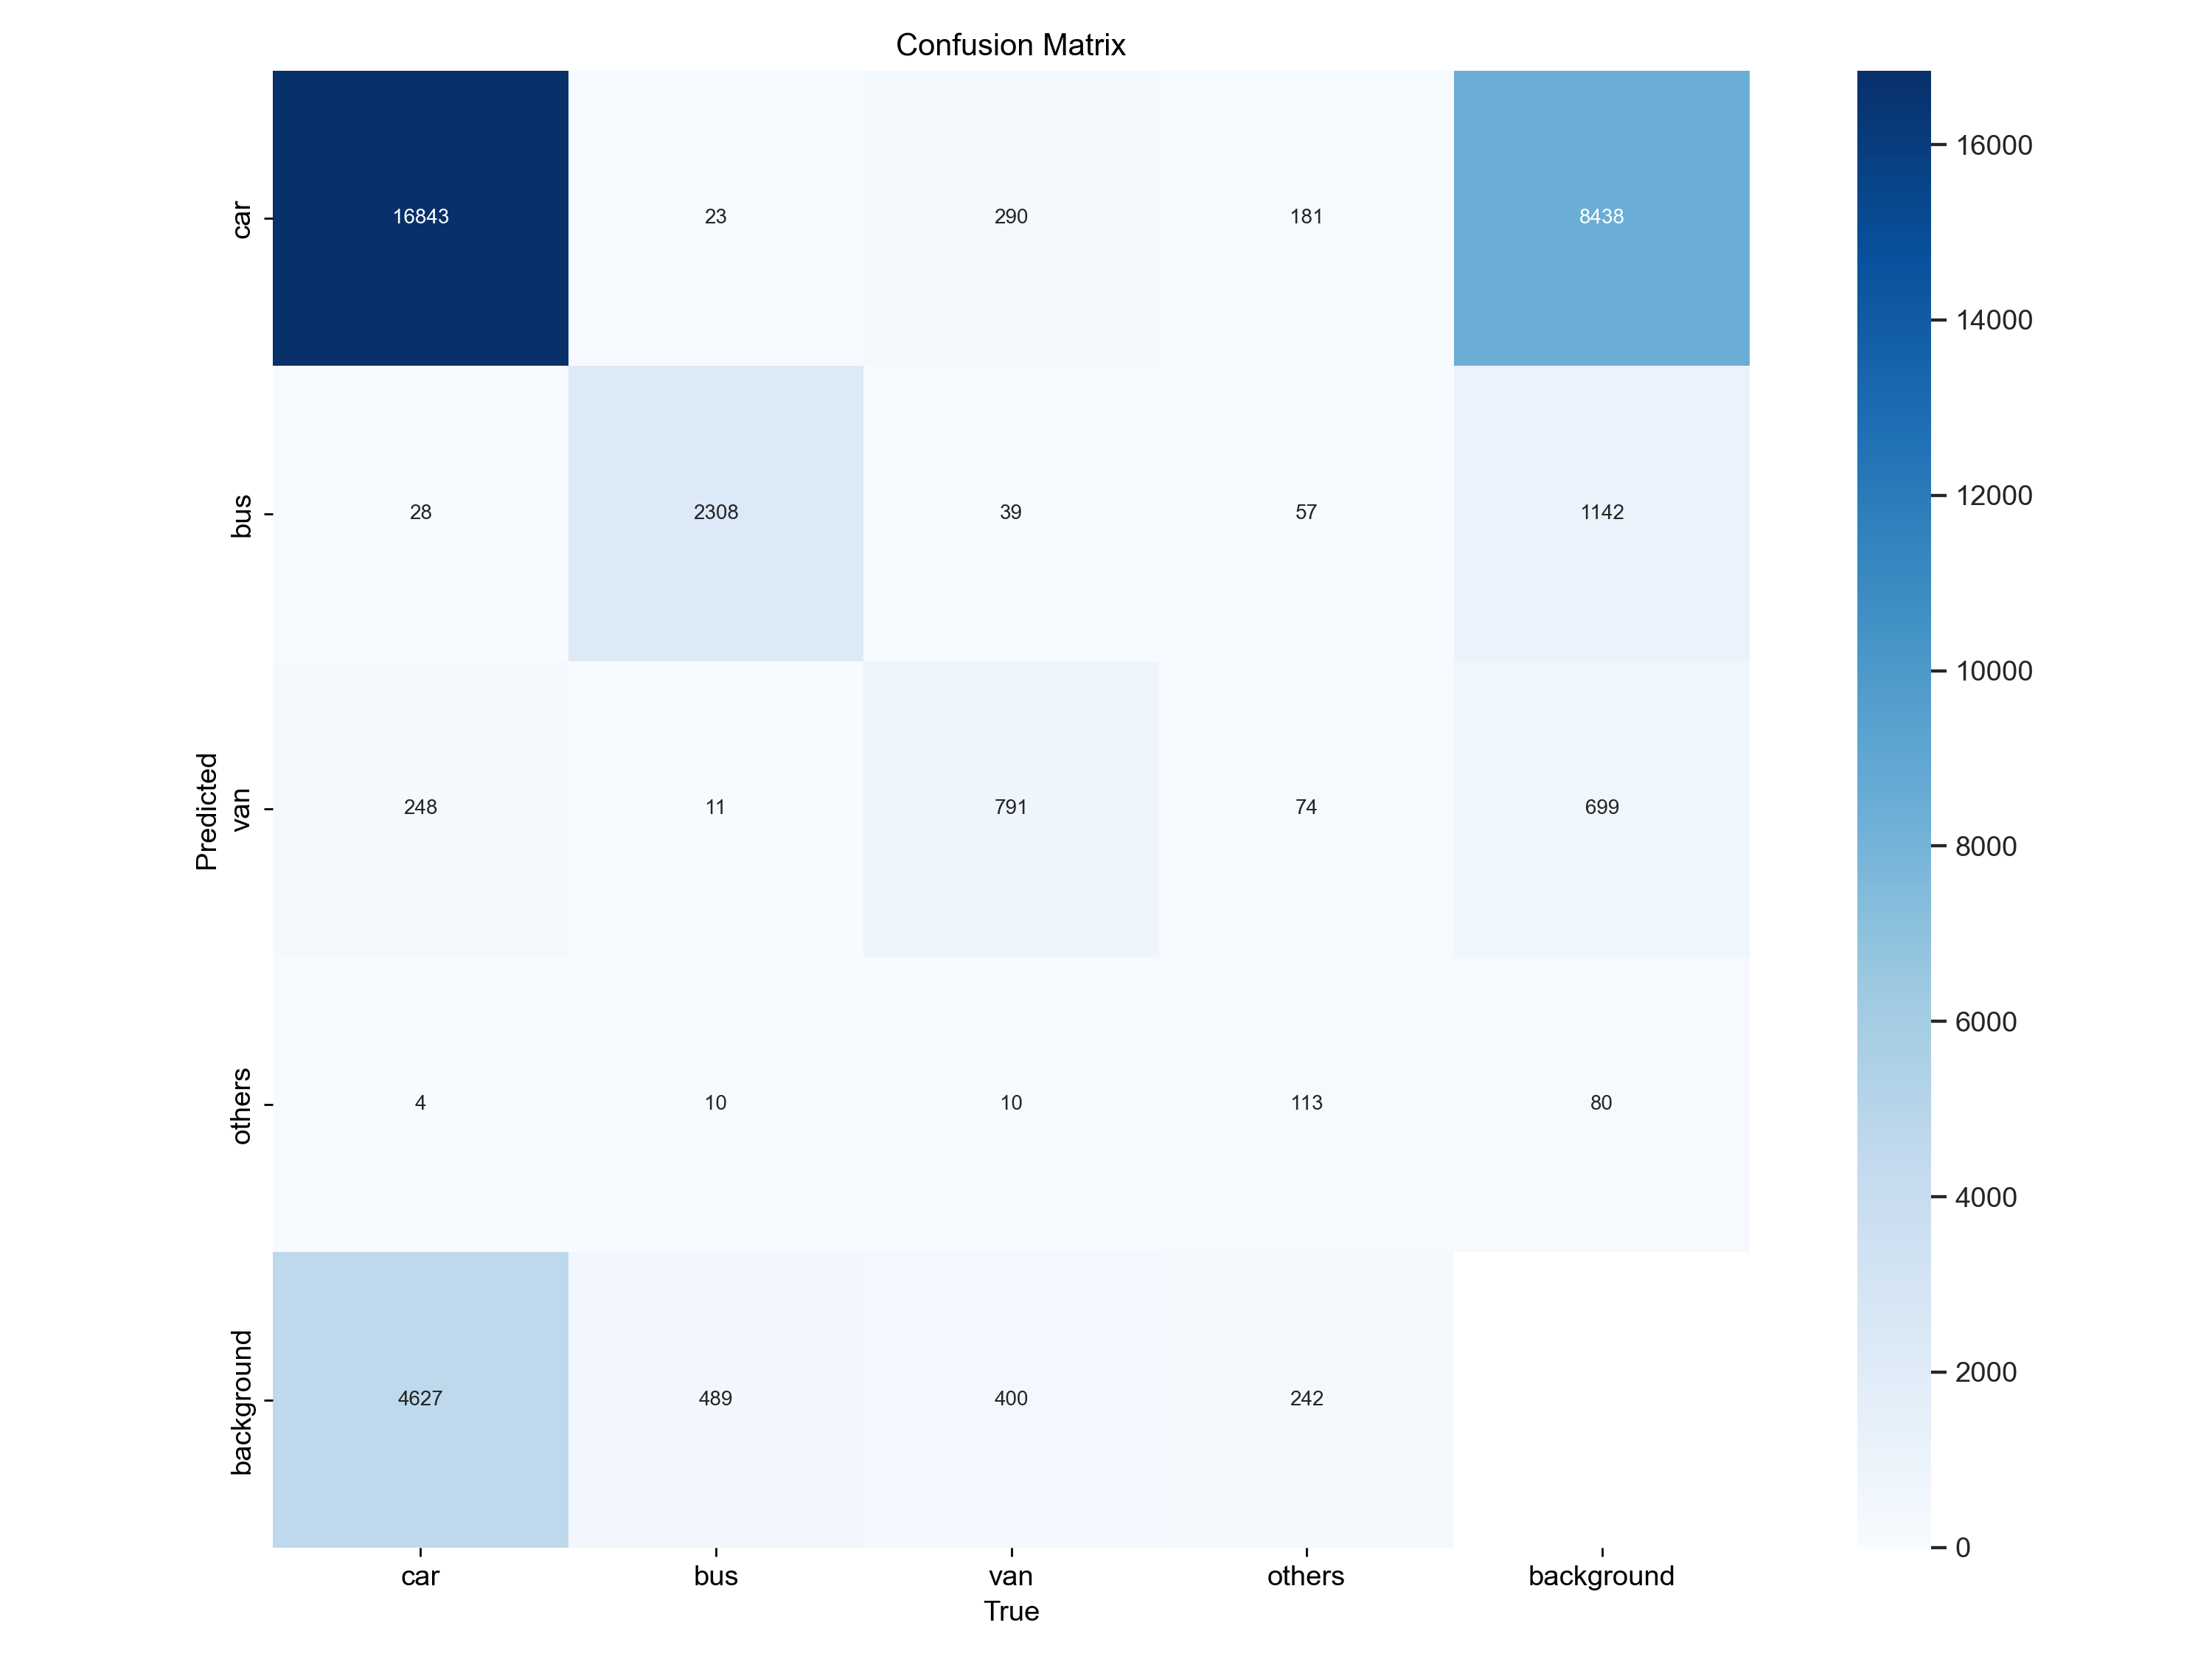 Confusion Matrix
car
16843 23 290 181 8438
bus
28 2308 39 57 1142
van
248 11 791 74 699
others
4 10 10 113 80
background
4627 489 400 242
Predicted
car bus van others background
True
16000
14000
12000
10000
8000
6000
4000
2000
0